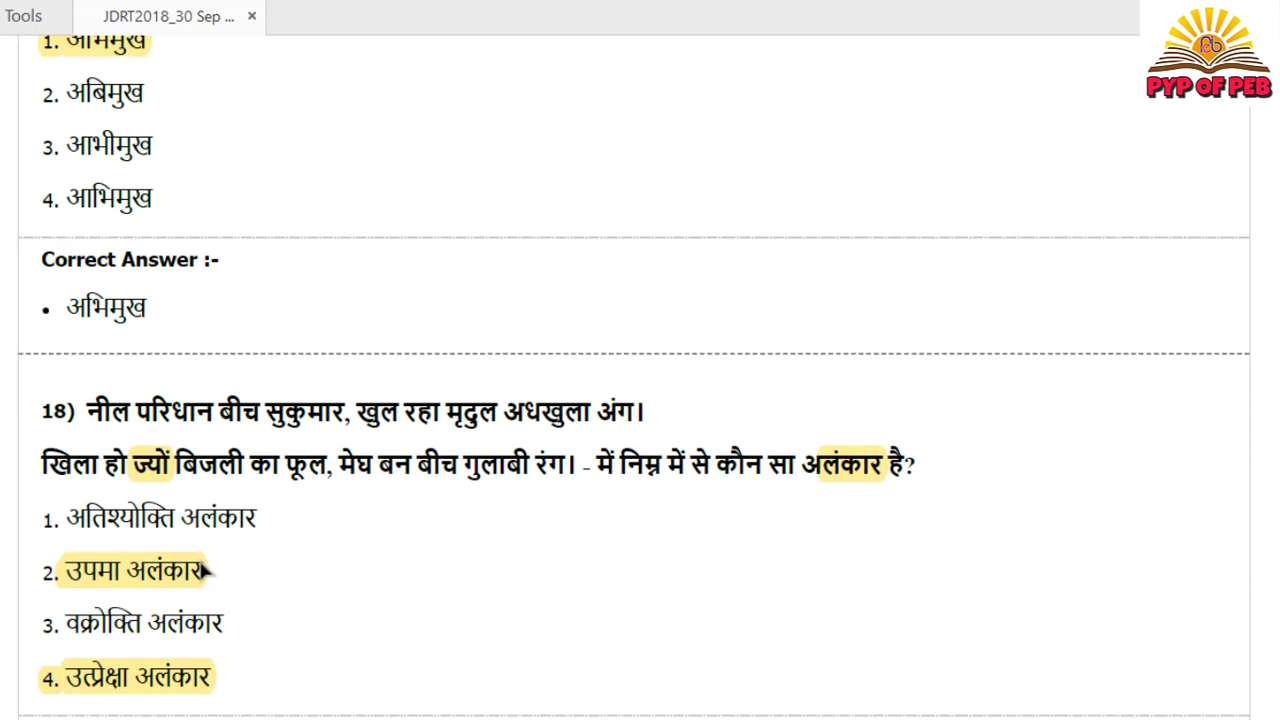 Tools
JDRT2018_30 Sep ... ×
PYP OF PEB
1. अभिमुख
2. अबिमुख
3. आभीमुख
4. आभिमुख
Correct Answer :-
• अभिमुख
18) नील परिधान बीच सुकुमार, खुल रहा मृदुल अधखुला अंग।
खिला हो ज्यों बिजली का फूल, मेघ बन बीच गुलाबी रंग। - में निम्न में से कौन सा अलंकार है?
1. अतिश्योक्ति अलंकार
2. उपमा अलंकार
3. वक्रोक्ति अलंकार
4. उत्प्रेक्षा अलंकार